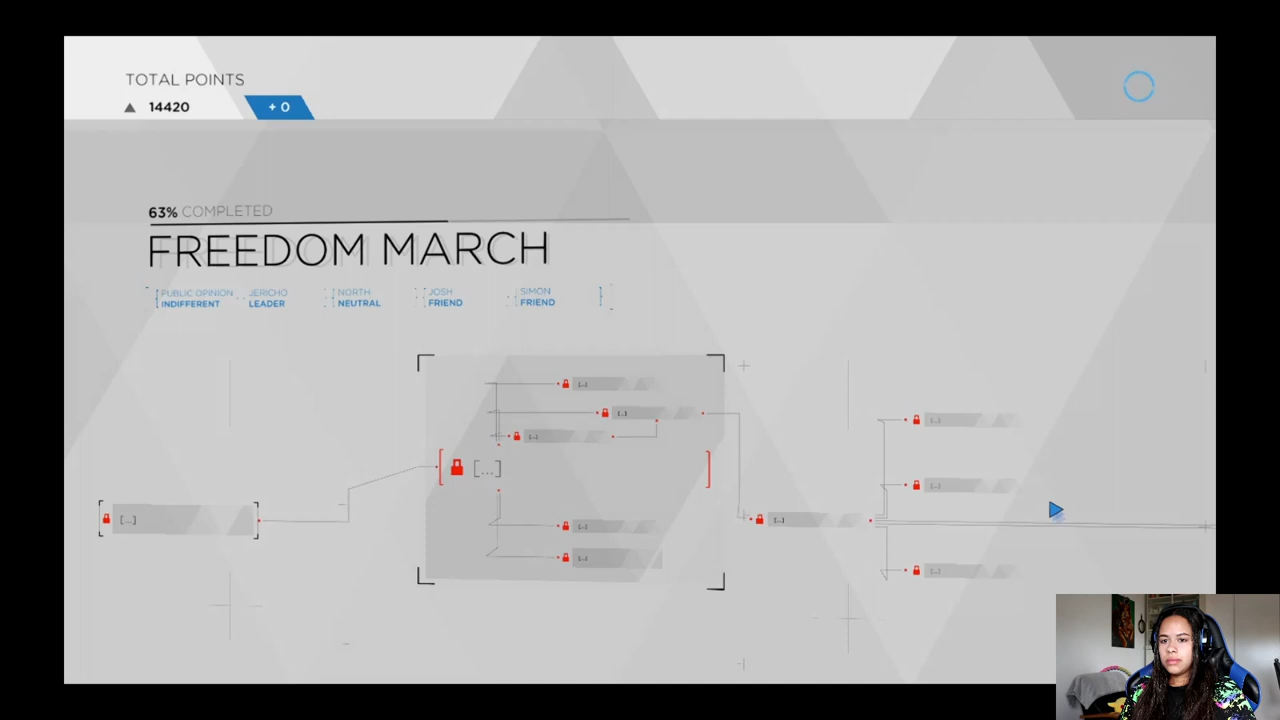 TOTAL POINTS
14420
+ 0
63% COMPLETED
FREEDOM MARCH
PUBLIC OPINION JERICHO NORTH JOSH SIMON
INDIFFERENT LEADER NEUTRAL FRIEND FRIEND
[...]
[...]
[...]
[...]
[...]
[...]
[...]
[...]
[...]
[...]
[...]